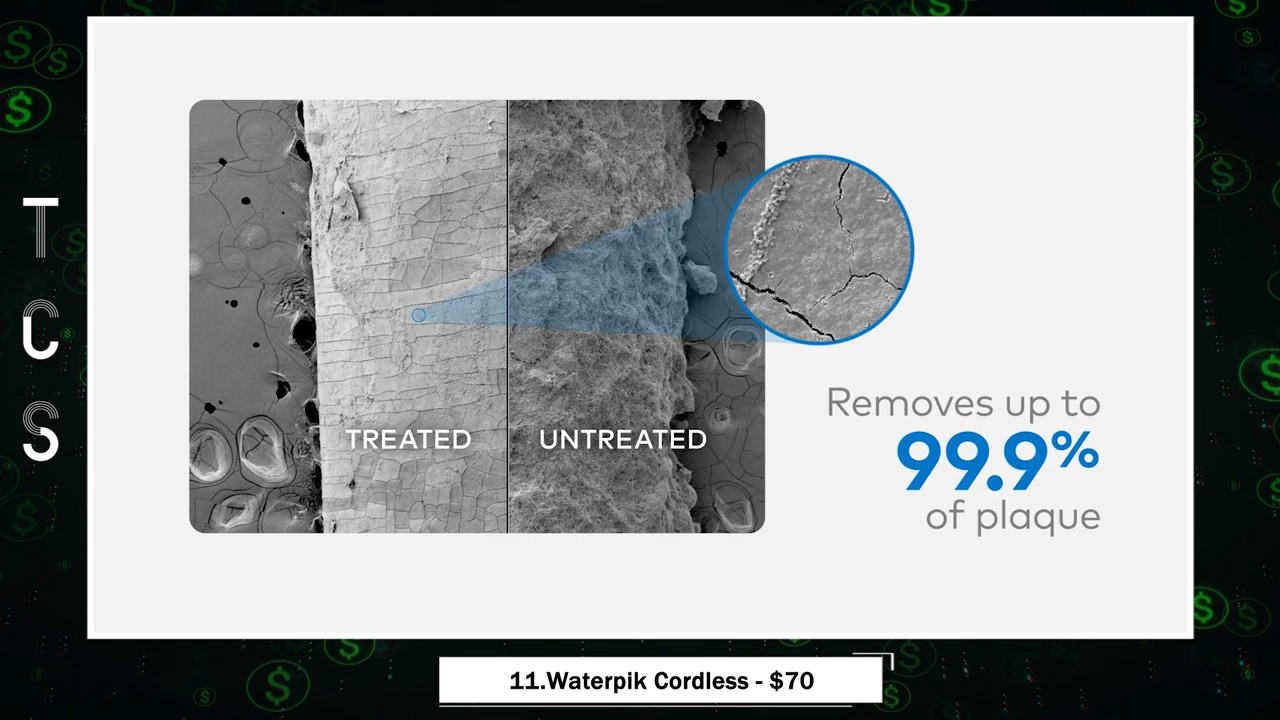 T
C
S
TREATED
UNTREATED
Removes up to
99.9%
of plaque
11.Waterpik Cordless - $70